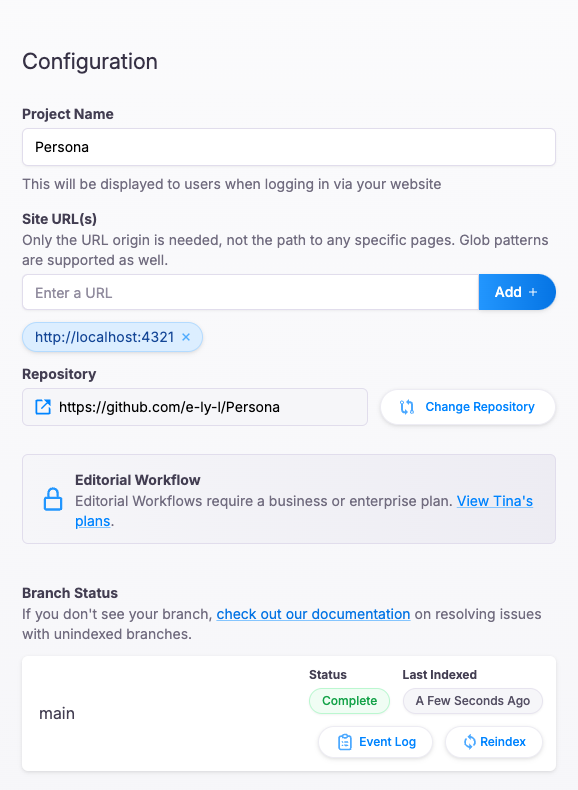 Configuration
Project Name
Persona
This will be displayed to users when logging in via your website
Site URL(s)
Only the URL origin is needed, not the path to any specific pages. Glob patterns
are supported as well.
Enter a URL
Add +
http://localhost:4321 ×
Repository
https://github.com/e-ly-l/Persona
Change Repository
Editorial Workflow
Editorial Workflows require a business or enterprise plan. View Tina's
plans.
Branch Status
If you don't see your branch, check out our documentation on resolving issues
with unindexed branches.
Status
Last Indexed
main
Complete
A Few Seconds Ago
Event Log
Reindex